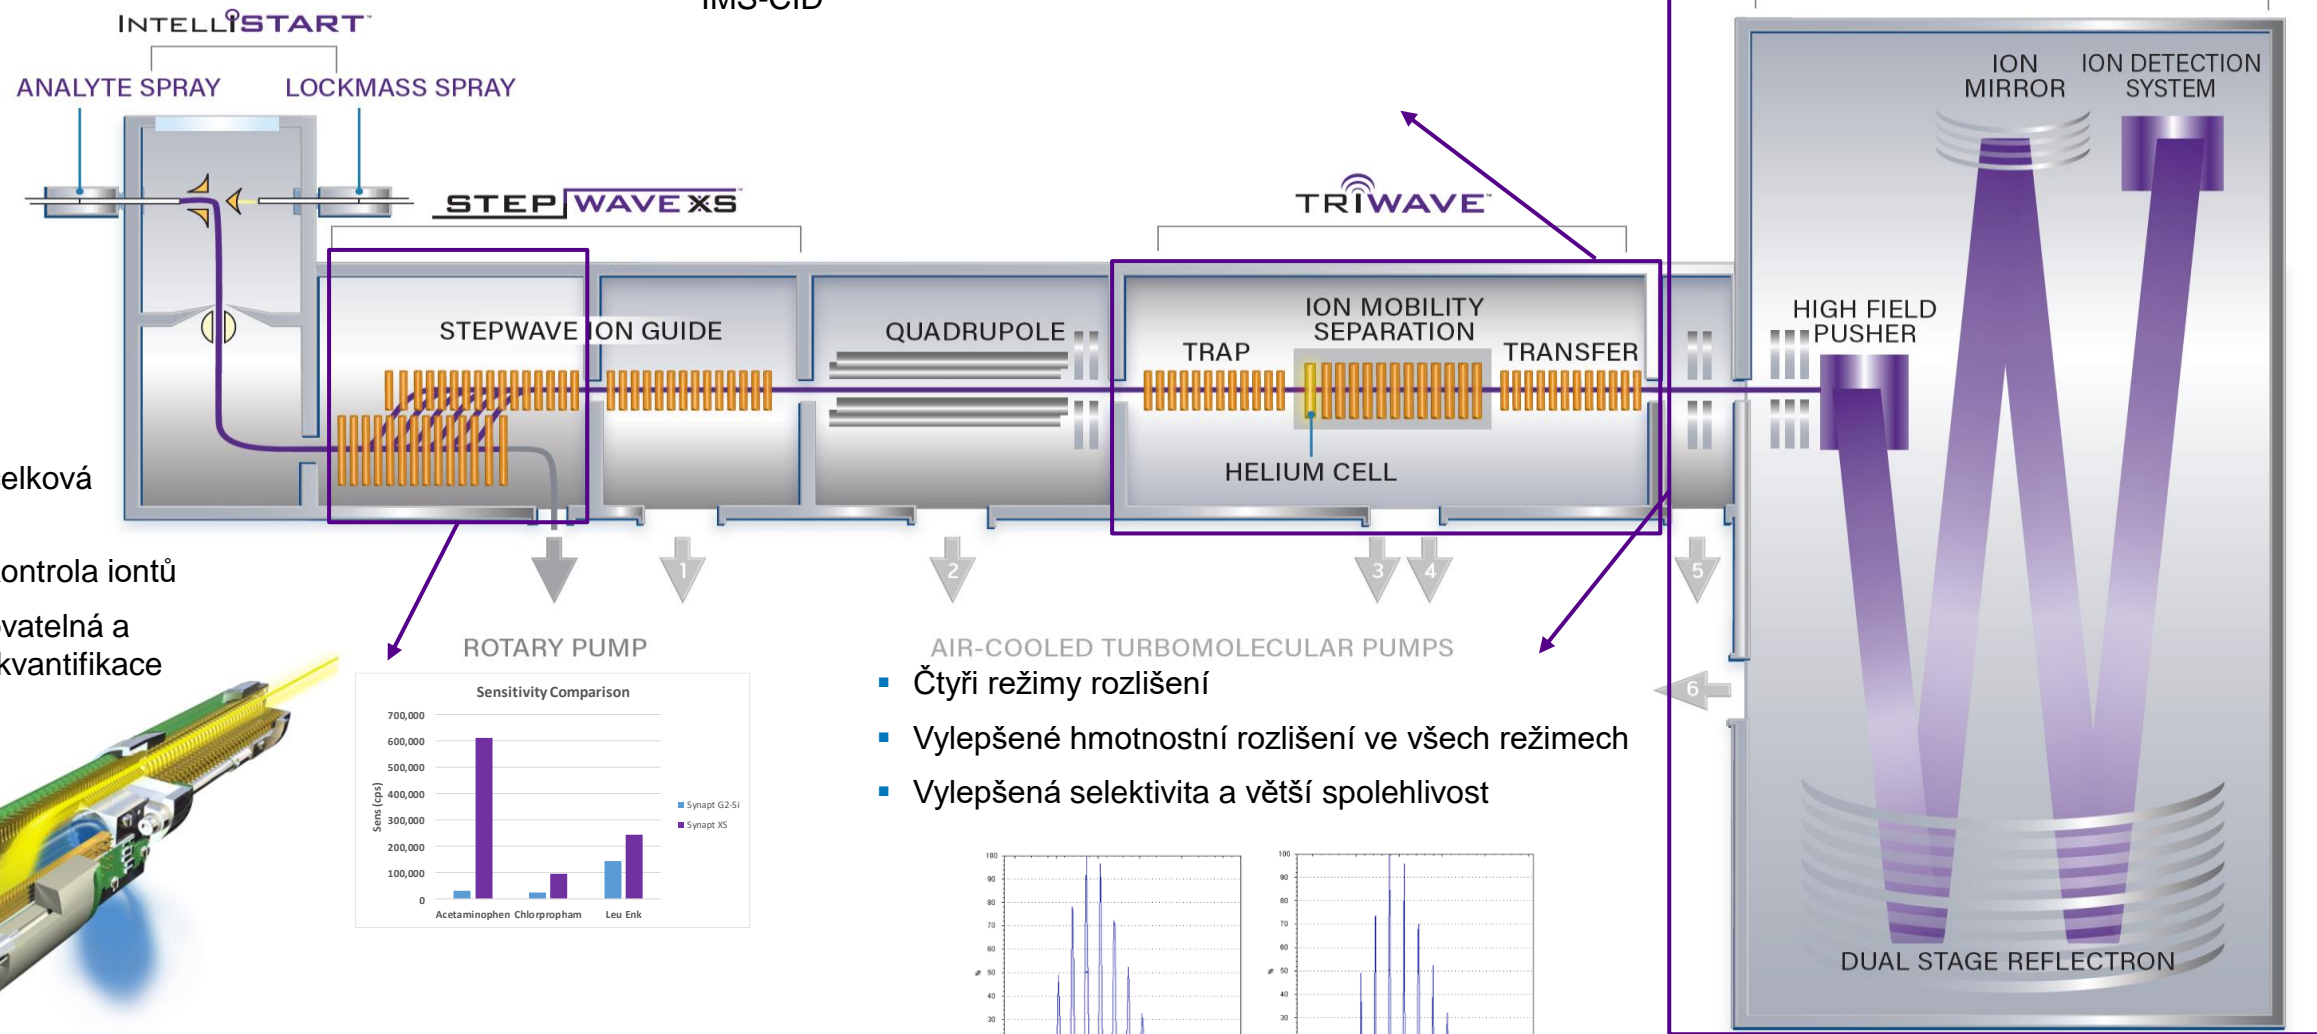 IMS-CID
INTELLISTART™
ANALYTE SPRAY
LOCKMASS SPRAY
STEPWAVE XS™
TRIWAVE™
ION
MIRROR
ION DETECTION
SYSTEM
STEPWAVE ION GUIDE
QUADRUPOLE
TRAP
ION MOBILITY
SEPARATION
TRANSFER
HELIUM CELL
HIGH FIELD
PUSHER
DUAL STAGE REFLECTRON
1
2
3
4
5
6
ROTARY PUMP
AIR-COOLED TURBOMOLECULAR PUMPS
elková
ontrola iontů
ovatelná a
kvantifikace
Sensitivity Comparison
Sens (cps)
700,000
600,000
500,000
400,000
300,000
200,000
100,000
0
Acetaminophen Chlorpropham Leu Enk
Synapt G2-Si
Synapt XS
▪ Čtyři režimy rozlišení
▪ Vylepšené hmotnostní rozlišení ve všech režimech
▪ Vylepšená selektivita a větší spolehlivost
100
90
80
70
60
% 50
40
30
100
90
80
70
60
% 50
40
30